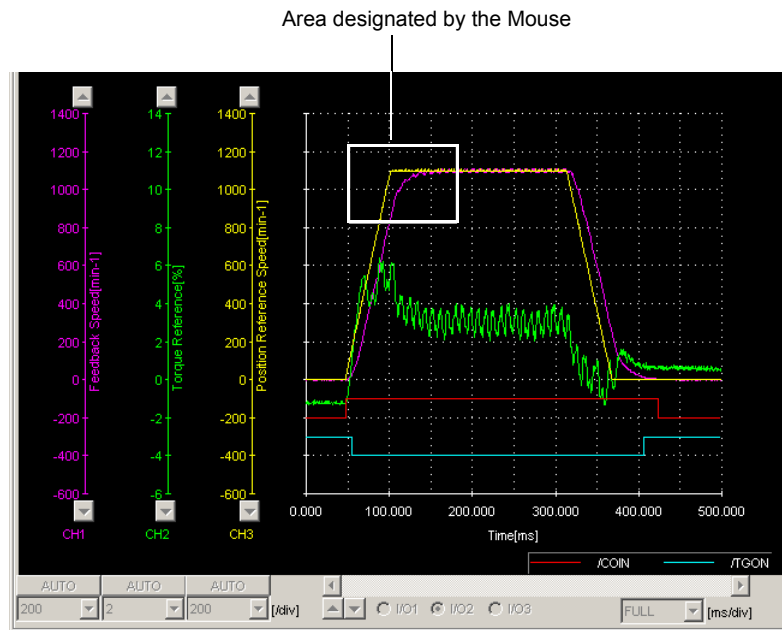 Area designated by the Mouse
1400 14 1400
1200 12 1200
1000 10 1000
800 8 800
600 6 600
400 4 400
200 2 200
0 0 0
-200 -2 -200
-400 -4 -400
-600 -6 -600
Feedback Speed[min-1]
Torque Reference[%]
Position Reference Speed[min-1]
CH1 CH2 CH3
0.000 100.000 200.000 300.000 400.000 500.000
Time[ms]
/COIN /TGON
AUTO AUTO AUTO
200 2 200 [/div] I/O1 I/O2 I/O3 FULL [ms/div]